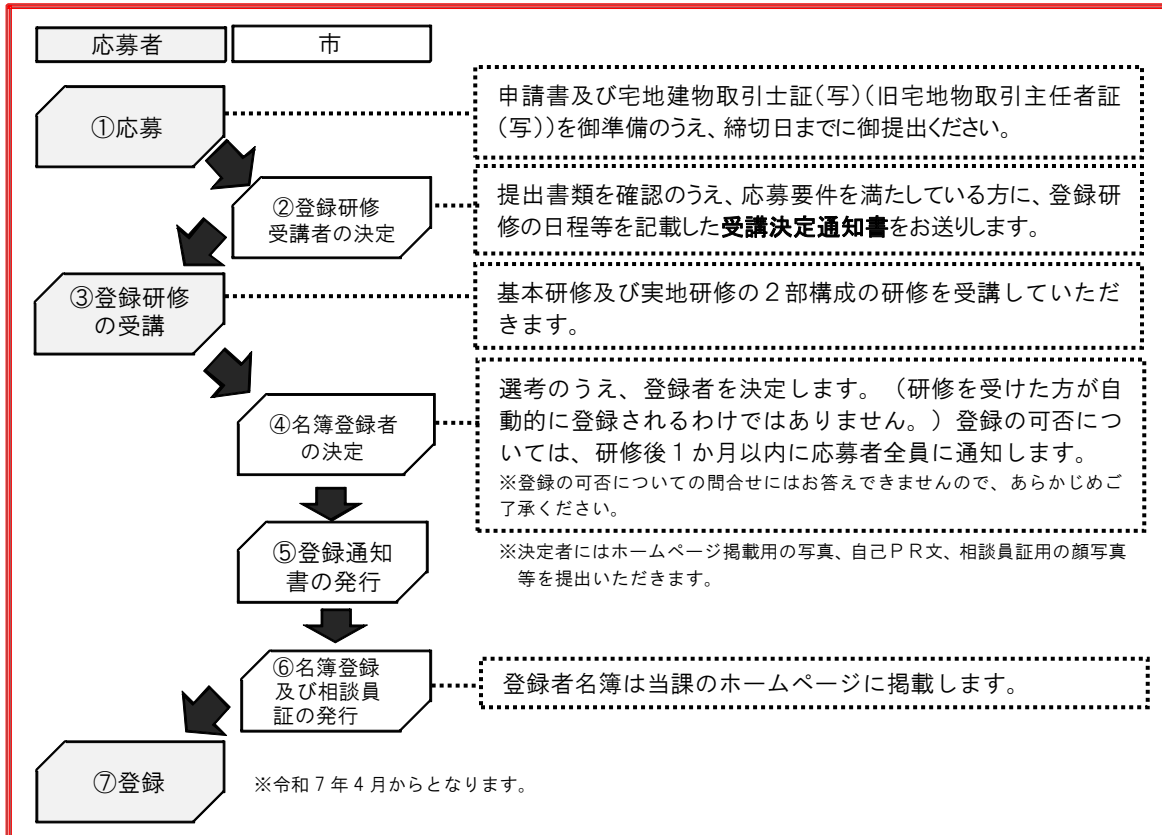 応募者
市
①応募
申請書及び宅地建物取引士証(写)(旧宅地物取引主任者証
(写))を御準備のうえ、締切日までに御提出ください。
②登録研修
受講者の決定
提出書類を確認のうえ、応募要件を満たしている方に、登録研
修の日程等を記載した受講決定通知書をお送りします。
③登録研修
の受講
基本研修及び実地研修の2部構成の研修を受講していただ
きます。
④名簿登録者
の決定
選考のうえ、登録者を決定します。（研修を受けた方が自
動的に登録されるわけではありません。）登録の可否につ
いては、研修後1か月以内に応募者全員に通知します。
※登録の可否についての問合せにはお答えできませんので、あらかじめご
了承ください。
⑤登録通知
書の発行
※決定者にはホームページ掲載用の写真、自己ＰＲ文、相談員証用の顔写真
等を提出いただきます。
⑥名簿登録
及び相談員
証の発行
登録者名簿は当課のホームページに掲載します。
⑦登録
※令和7年4月からとなります。